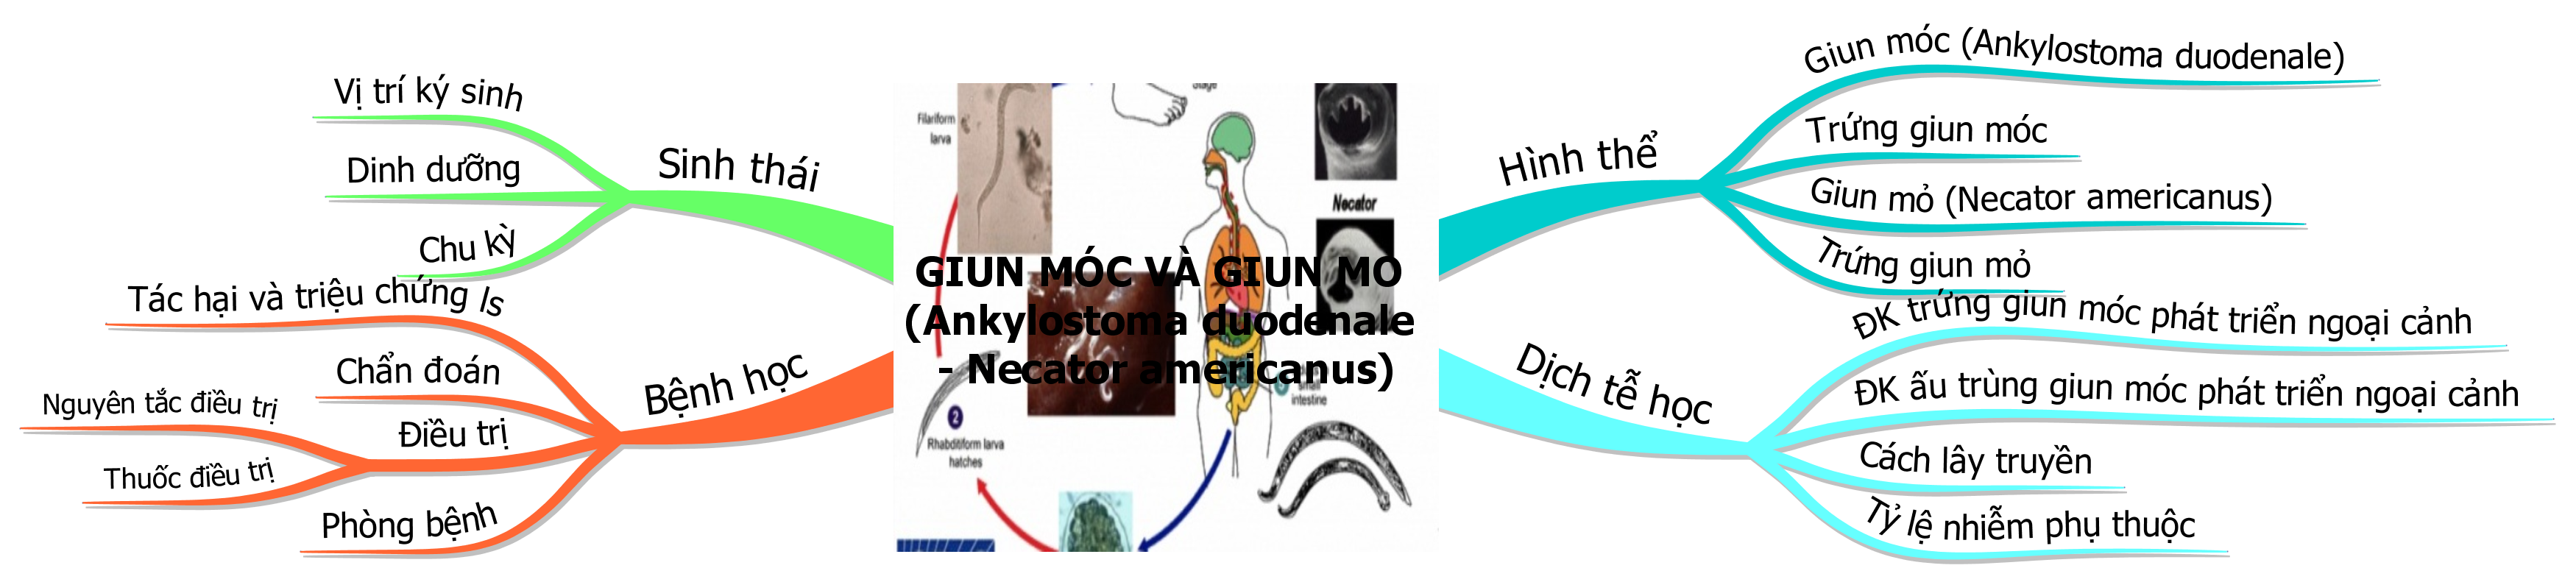 GIUN MÓC VÀ GIUN MỎ
(Ankylostoma duodenale
- Necator americanus)
Hình thể
Giun móc (Ankylostoma duodenale)
Trứng giun móc
Giun mỏ (Necator americanus)
Trứng giun mỏ
Dịch tễ học
ĐK trứng giun móc phát triển ngoại cảnh
ĐK ấu trùng giun móc phát triển ngoại cảnh
Cách lây truyền
Tỷ lệ nhiễm phụ thuộc
Sinh thái
Vị trí ký sinh
Dinh dưỡng
Chu kỳ
Bệnh học
Tác hại và triệu chứng ls
Chẩn đoán
Điều trị
Nguyên tắc điều trị
Thuốc điều trị
Phòng bệnh
Filariform
larva
Stage
Necator
2
Rhabditiform larva
hatches
small
intestine